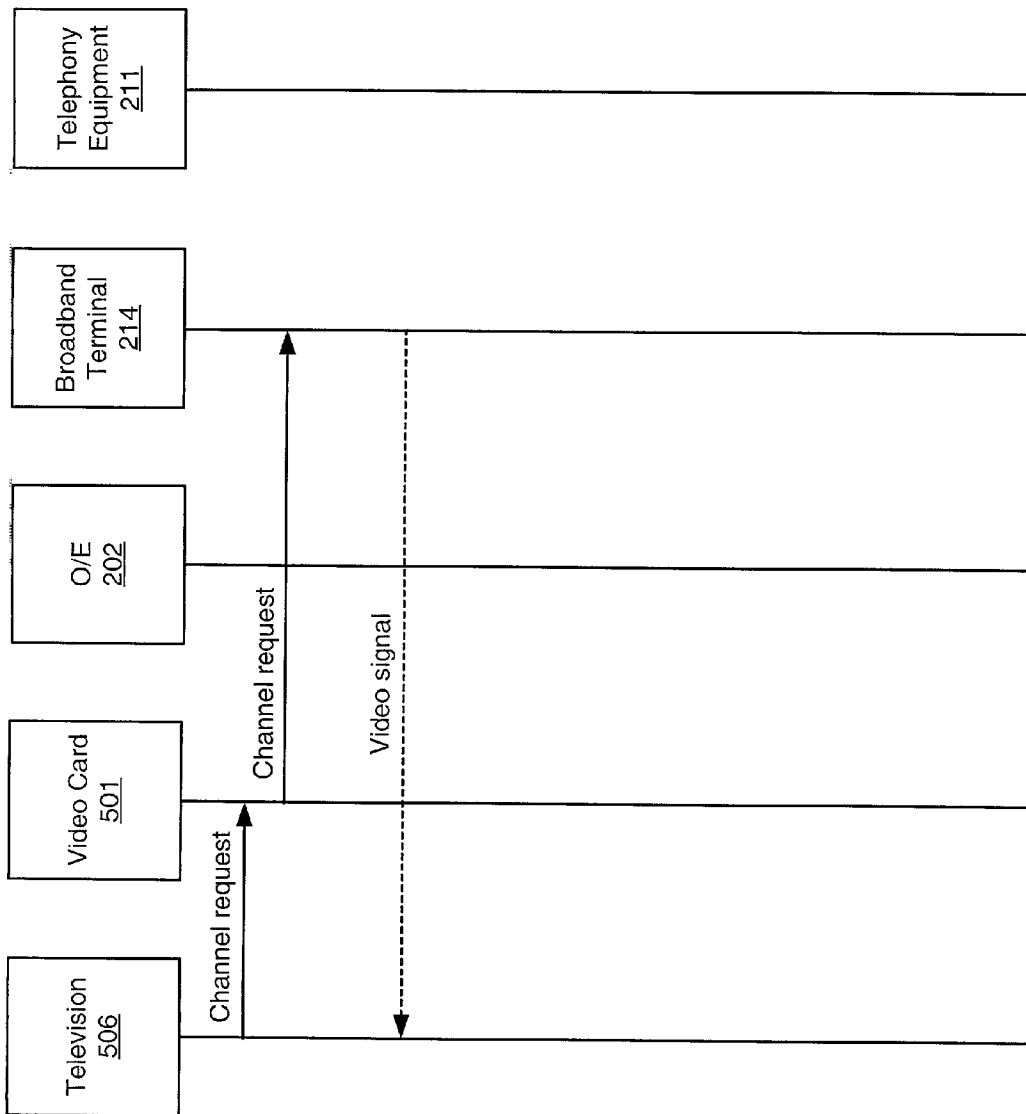 Television
506
Video Card
501
O/E
202
Broadband
Terminal
214
Telephony
Equipment
211
Channel request
Channel request
Video signal